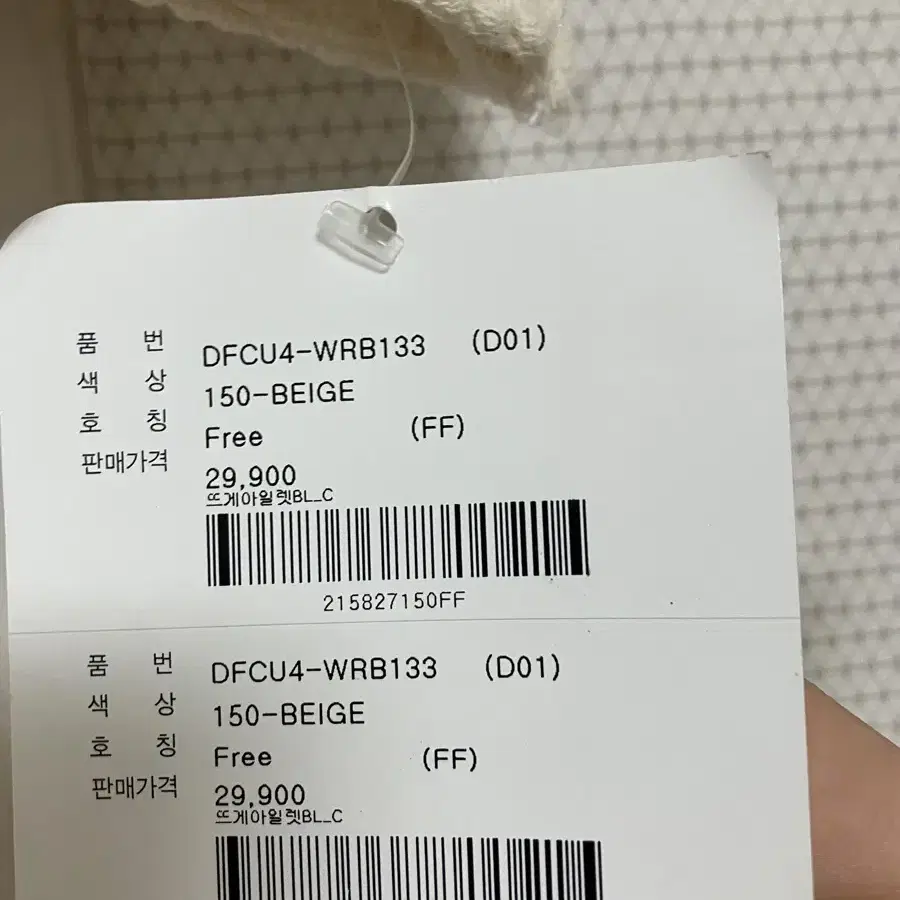 품 번 DFCU4-WRB133 (D01)
색 상 150-BEIGE
호 칭 Free (FF)
판매가격 29,900
뜨게아일렛BL_C
215827150FF
품 번 DFCU4-WRB133 (D01)
색 상 150-BEIGE
호 칭 Free (FF)
판매가격 29,900
뜨게아일렛BL_C